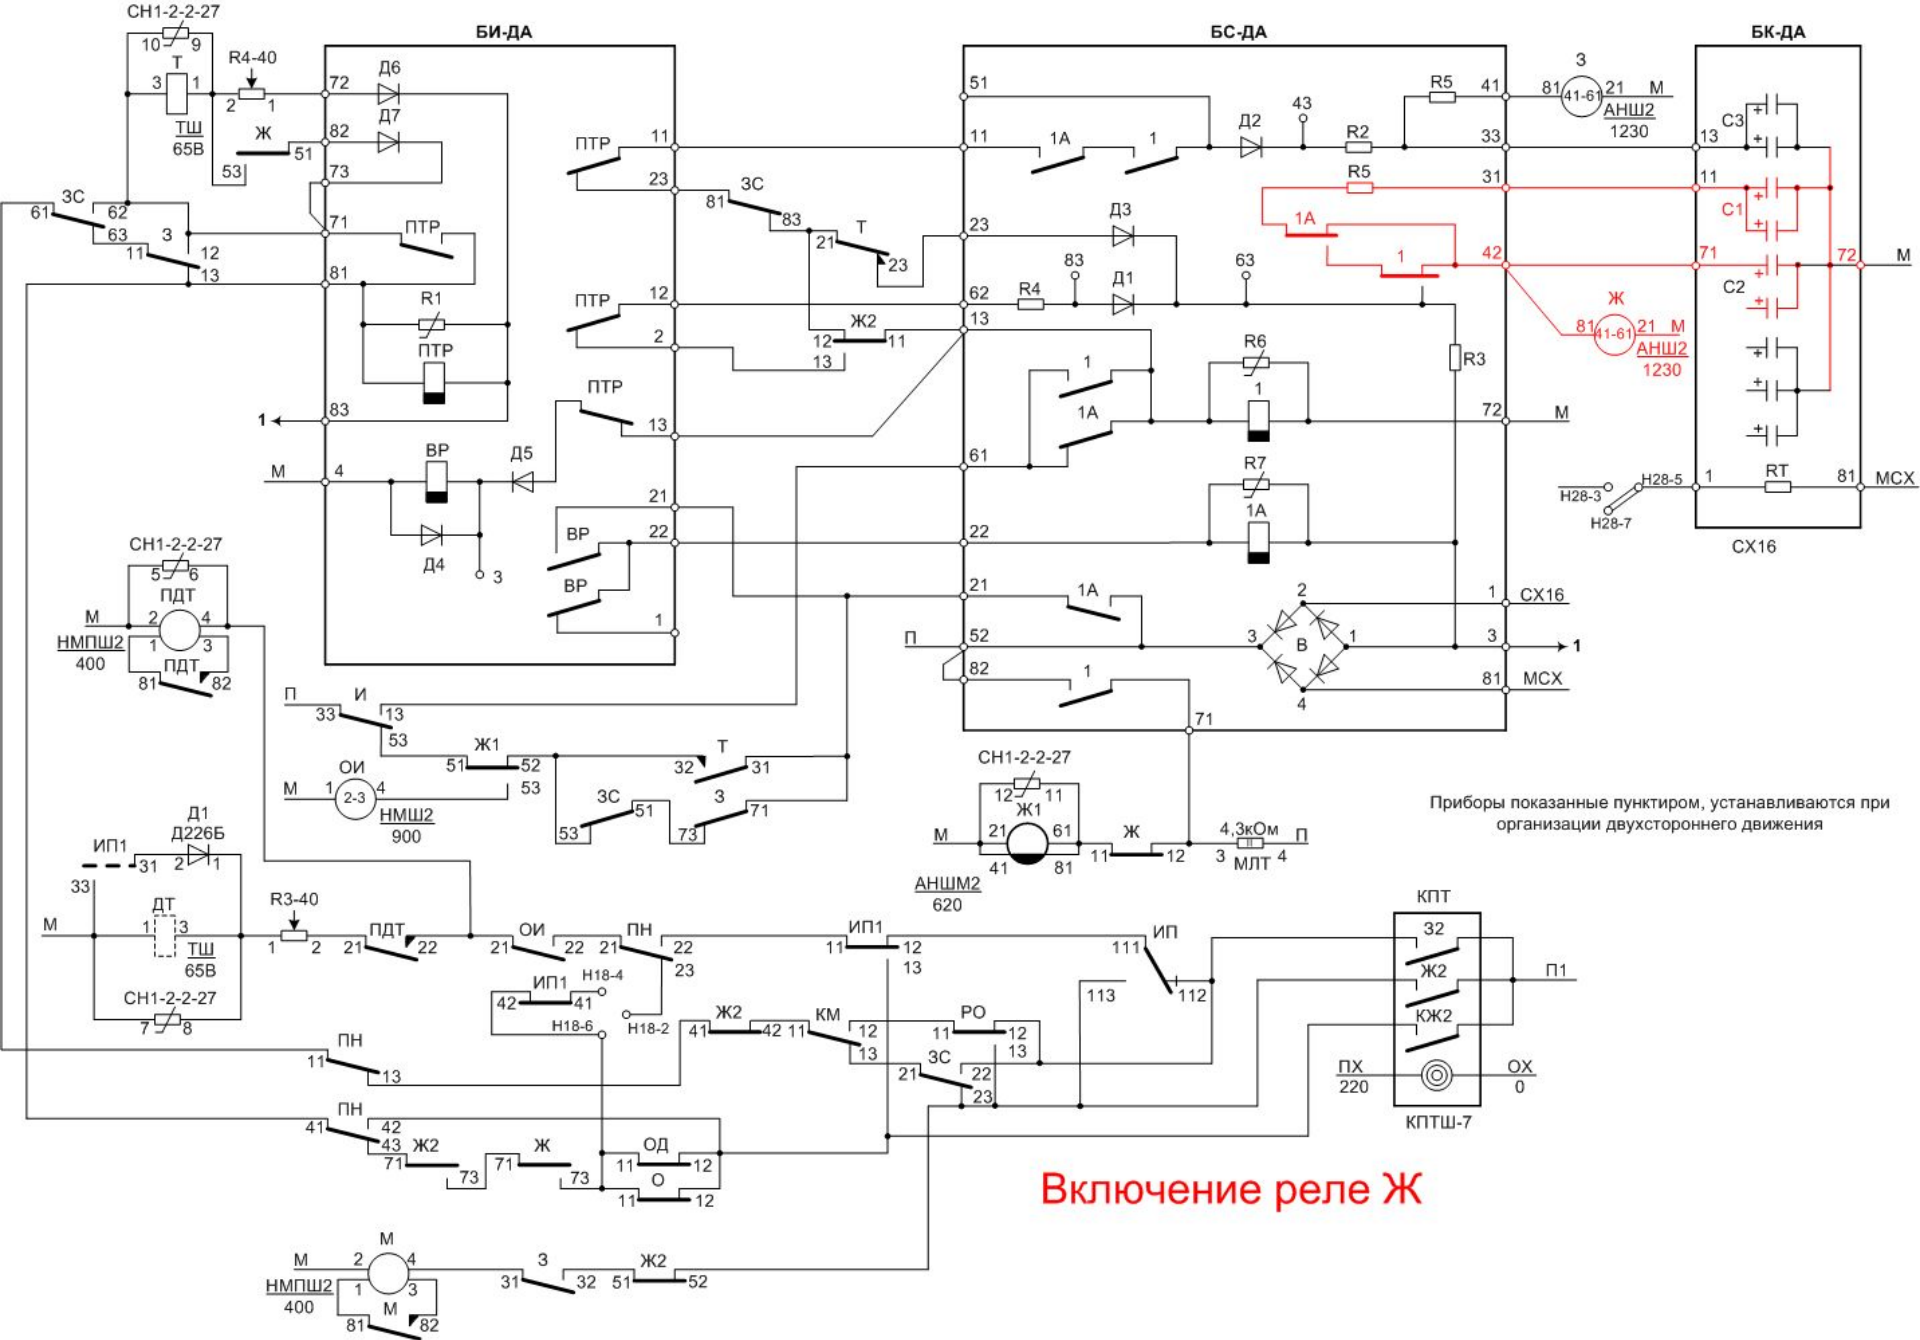 СН1-2-2-27
БИ-ДА
БС-ДА
БК-ДА
10 9
Т
R4-40
3 1
2 1
ТШ
65В
72 Д6
82 Д7
Ж
51
53
73
ЗС
61 62
63
З
11 12
13
71
ПТР
81
R1
ПТР
1 83
М 4
ВР
Д5
Д4
3
ПТР 11
23
ПТР 12
2
ПТР
13
21
ВР
22
ВР
1
ЗС
81 83
Т
21 23
Ж2
12 11
13
51
11 1А 1
Д2 43 R2
R5 41
33
R5 31
1А
1 42
23 Д3
62 R4 83 Д1 63
13
R3
1 R6
1А 1
72 М
61
R7
1А
22
21 1А
П 52
82 1
2
3 В 1
4
1 СХ16
3 1
81 МСХ
71
З
81 41-61 21 М
АНШ2
1230
Ж
81 41-61 21 М
АНШ2
1230
13 С3
11 С1
71 72 М
С2
1 RT 81 МСХ
Н28-3 Н28-5
Н28-7
СХ16
СН1-2-2-27
5 6
ПДТ
М 2 4
НМПШ2 1 3
400 ПДТ
81 82
П И
33 13
53
Ж1
51 52
53
Т
32 31
ОИ
М 1 2-3 4
НМШ2
900
ЗС
53 51
З
73 71
СН1-2-2-27
12 11
Ж1
М 21 61
41 81
АНШМ2
620
Ж
11 12
4,3кОм
3 4 П
МЛТ
Приборы показанные пунктиром, устанавливаются при
организации двухстороннего движения
Д1
Д226Б
ИП1
31 2 1
33
ДТ
М 1 3
ТШ
65В
R3-40
1 2
СН1-2-2-27
7 8
ПДТ
21 22
ОИ
21 22
ПН
21 22
23
ИП1
42 41
Н18-4
Н18-6 Н18-2
ИП1
11 12
13
ИП
111
113 112
КПТ
З2
Ж2
КЖ2
П1
ПХ
220
ОХ
0
КПТШ-7
ПН
11 13
Ж2
41 42
КМ
11 12
13
РО
11 12
13
ЗС
21 22
23
ПН
41 42
43
Ж2
71 73
Ж
71 73
ОД
11 12
О
11 12
Включение реле Ж
М
М 2 4
НМПШ2 1 3
400 М
81 82
З
31 32
Ж2
51 52